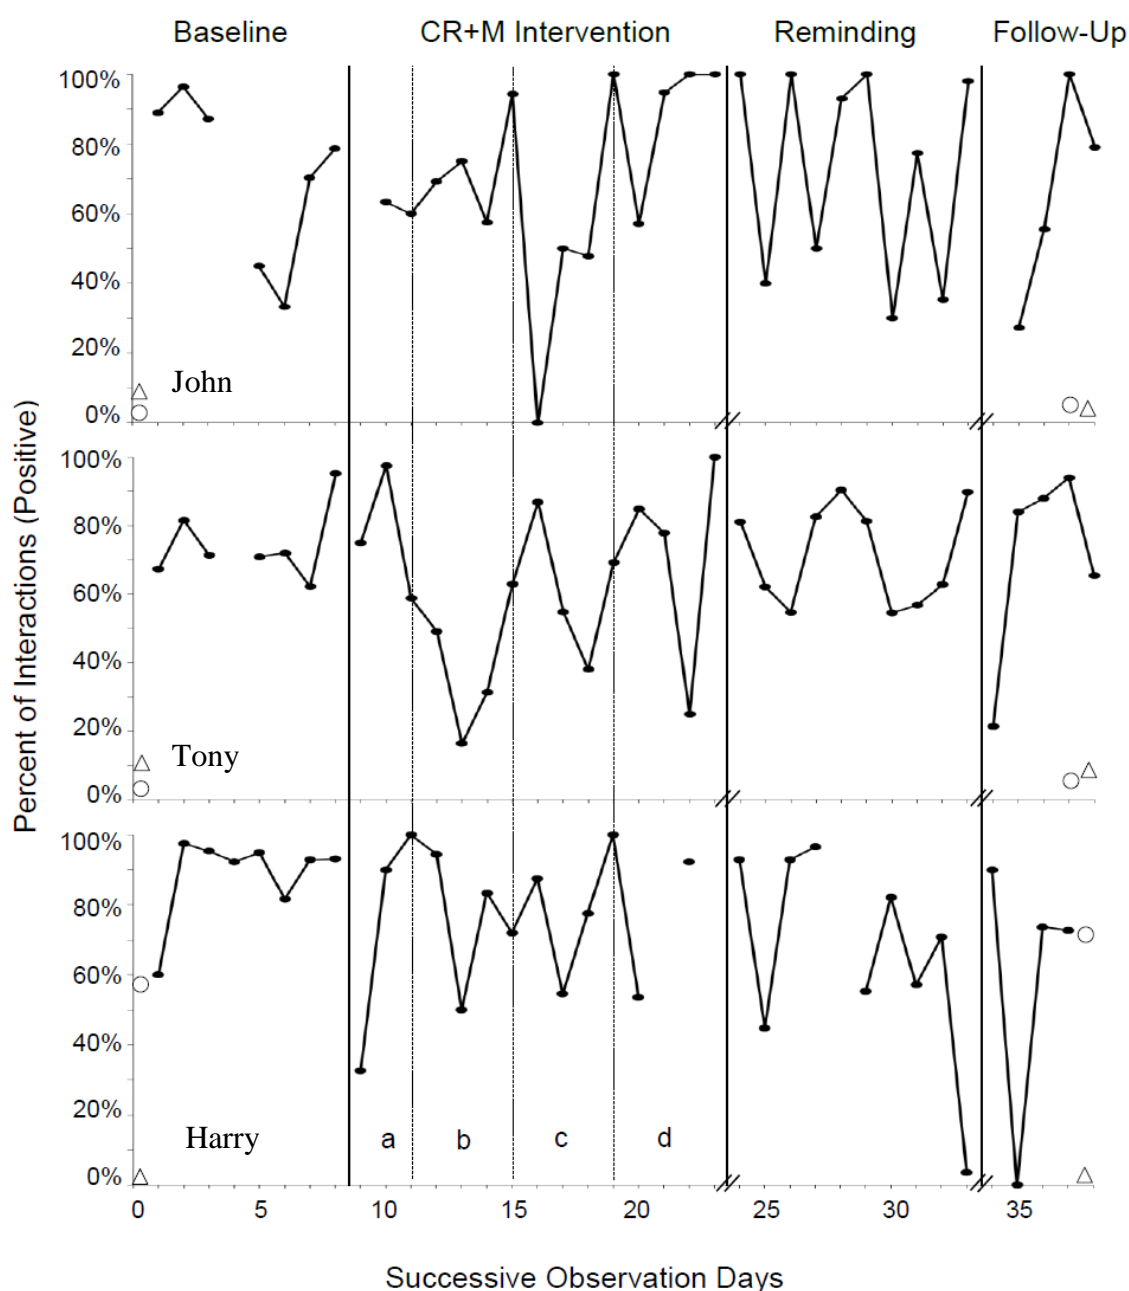 Baseline CR+M Intervention Reminding Follow-Up
100%
80%
60%
40%
20%
John
0%
Percent of Interactions (Positive)
100%
80%
60%
40%
20%
Tony
0%
100%
80%
60%
40%
20%
Harry a b c d
0%
0 5 10 15 20 25 30 35
Successive Observation Days